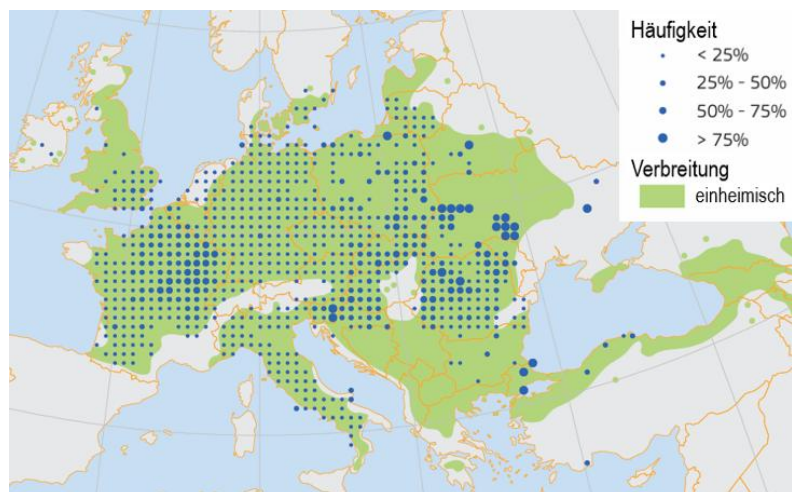 Häufigkeit
< 25%
25% - 50%
50% - 75%
> 75%
Verbreitung
einheimisch